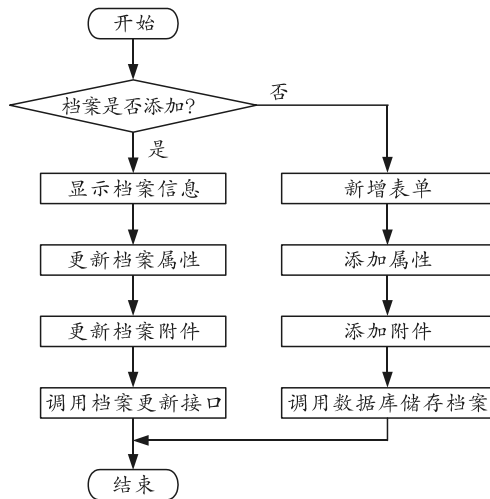 开始
档案是否添加?
否
是
显示档案信息
新增表单
更新档案属性
添加属性
更新档案附件
添加附件
调用档案更新接口
调用数据库储存档案
结束